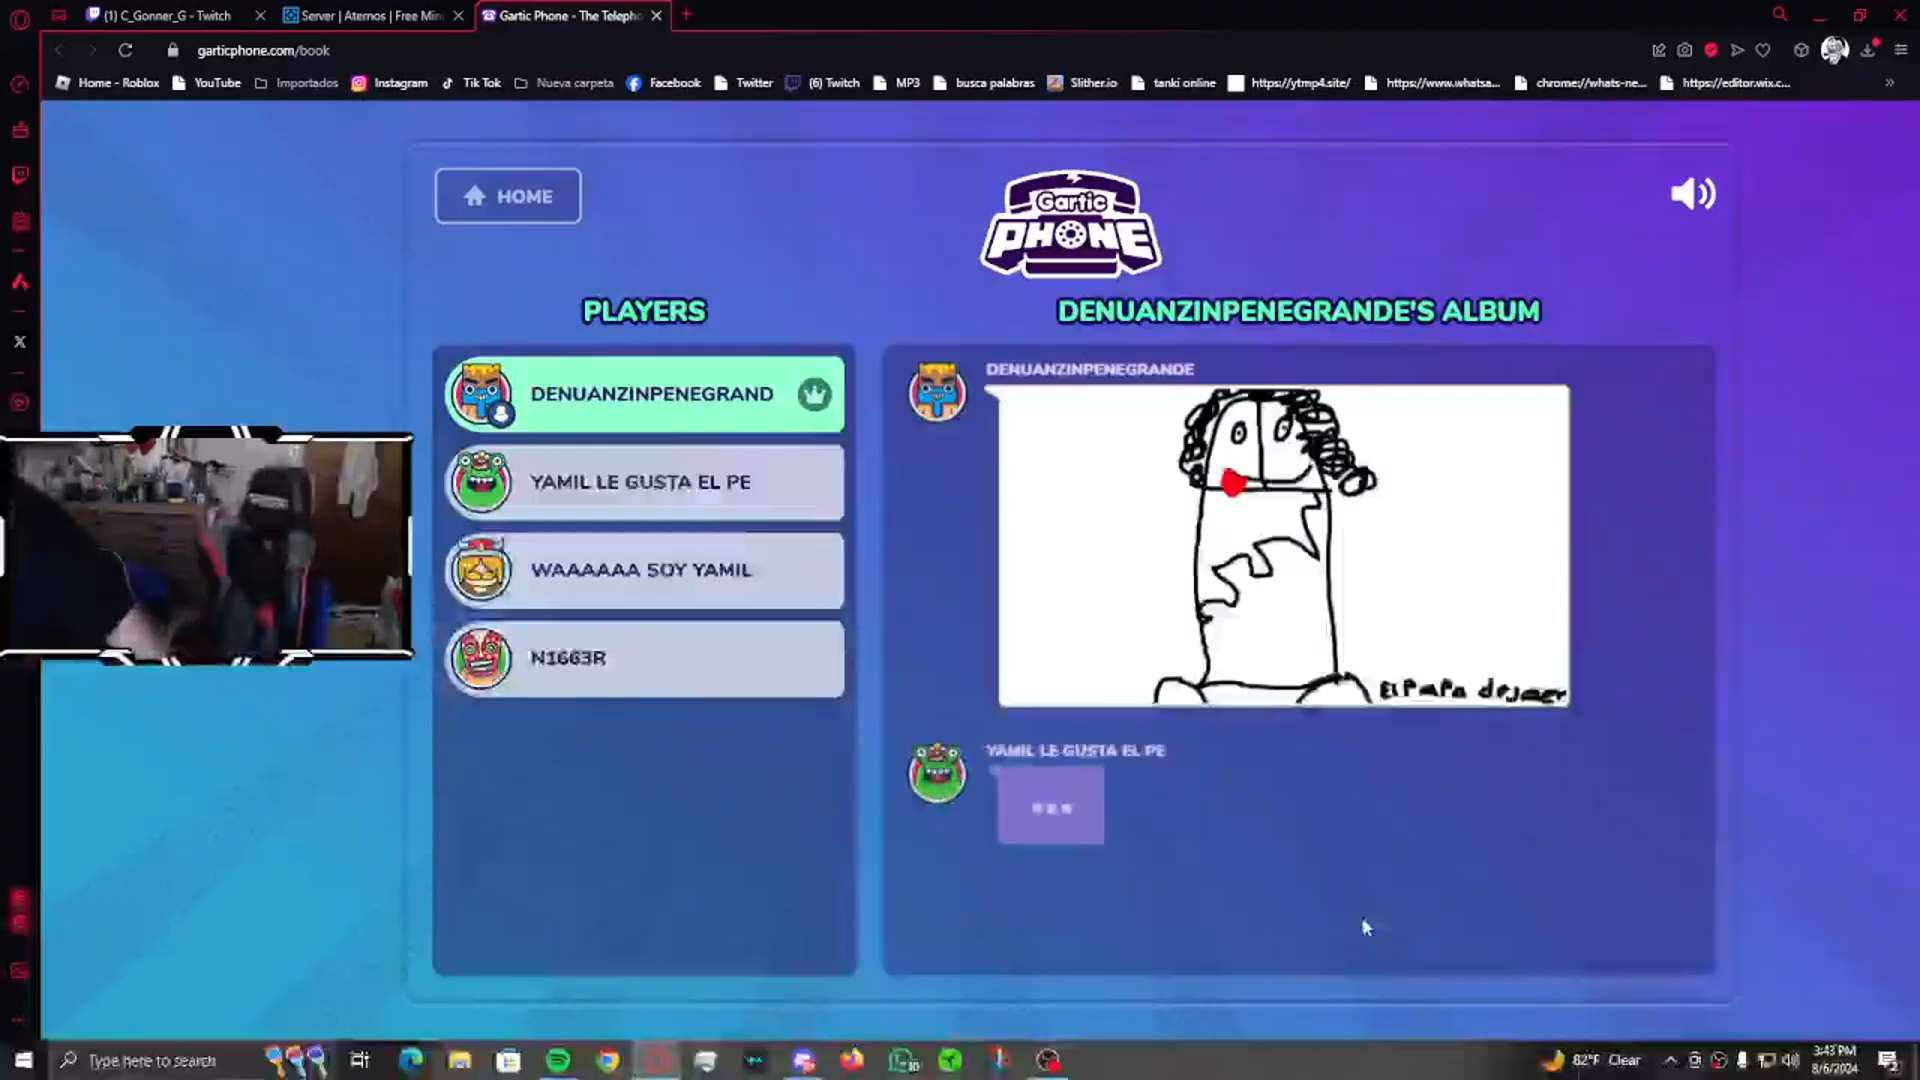 (1) C_Gonner_G - Twitch
Server | Aternos | Free Min
Gartic Phone - The Teleph
garticphone.com/book
Home - Roblox
YouTube
Importados
Instagram
Tik Tok
Nueva carpeta
Facebook
Twitter
(6) Twitch
MP3
busca palabras
Slither.io
tanki online
https://ytmp4.site/
https://www.whatsa...
chrome://whats-ne...
https://editor.wix.c...
HOME
Gartic
PHONE
PLAYERS
DENUANZINPENEGRANDE'S ALBUM
DENUANZINPENEGRAND
YAMIL LE GUSTA EL PE
WAAAAAA SOY YAMIL
N1663R
DENUANZINPENEGRANDE
El PaPa de
YAMIL LE GUSTA EL PE
Type here to search
82°F Clear
3:43 PM
8/6/2024